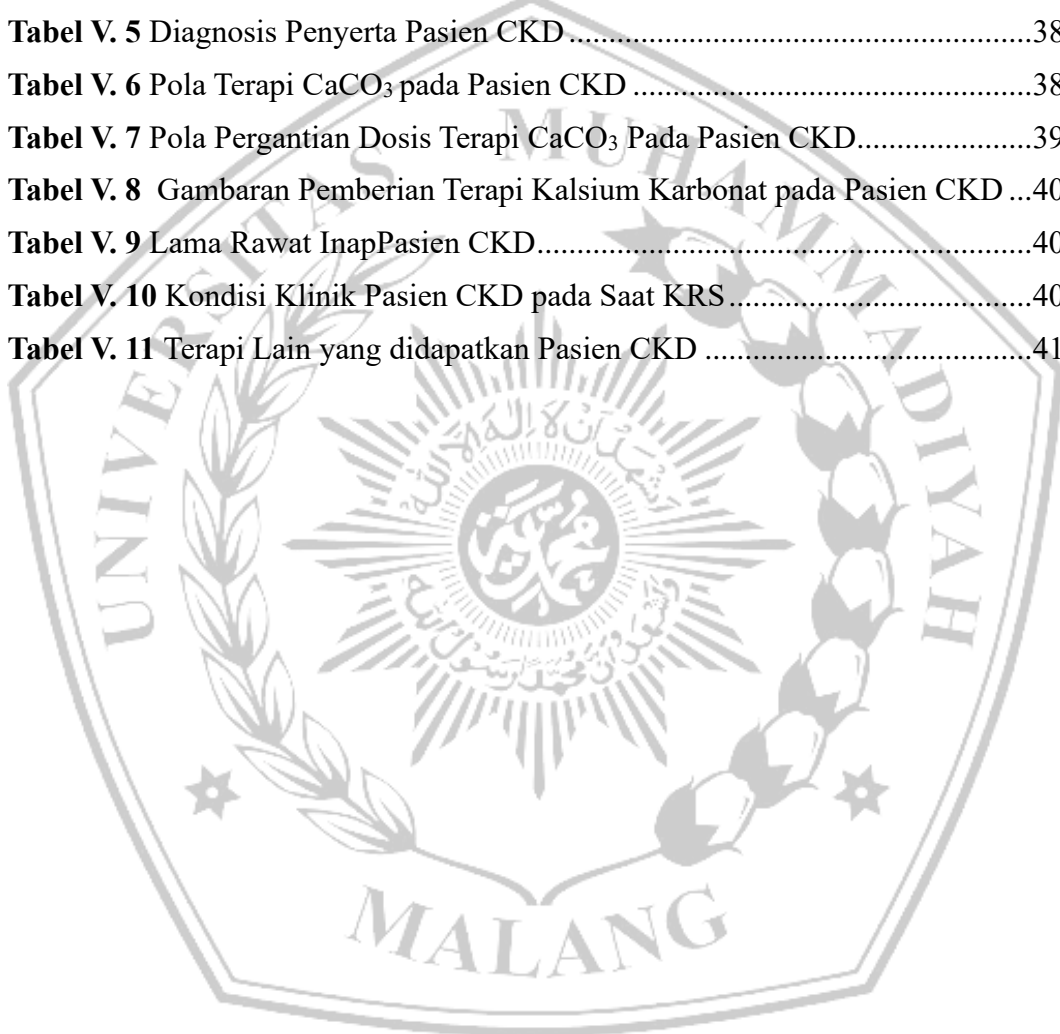 Tabel V. 5 Diagnosis Penyerta Pasien CKD..........................................................38
Tabel V. 6 Pola Terapi CaCO₃ pada Pasien CKD..................................................38
Tabel V. 7 Pola Pergantian Dosis Terapi CaCO₃ Pada Pasien CKD......................39
Tabel V. 8 Gambaran Pemberian Terapi Kalsium Karbonat pada Pasien CKD ...40
Tabel V. 9 Lama Rawat InapPasien CKD..............................................................40
Tabel V. 10 Kondisi Klinik Pasien CKD pada Saat KRS......................................40
Tabel V. 11 Terapi Lain yang didapatkan Pasien CKD .........................................41
UNIVERSITAS MUHAMMADIYAH
MALANG